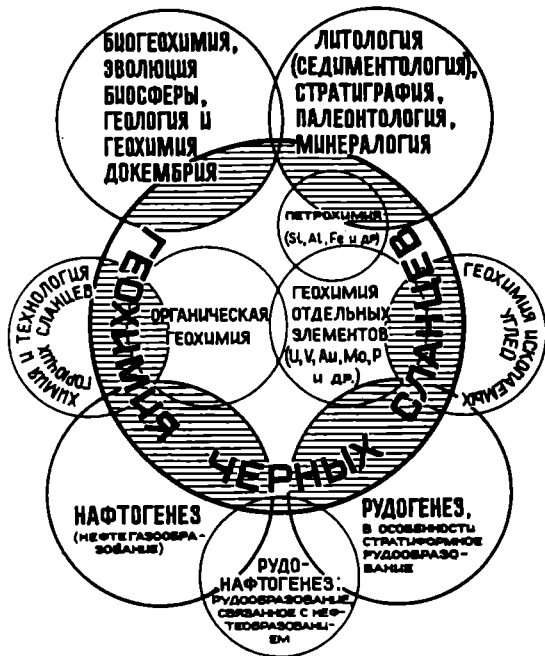 БИОГЕОХИМИЯ,
ЭВОЛЮЦИЯ
БИОСФЕРЫ,
ГЕОЛОГИЯ И
ГЕОХИМИЯ
ДОКЕМБРИЯ
ЛИТОЛОГИЯ
(СЕДИМЕНТОЛОГИЯ),
СТРАТИГРАФИЯ,
ПАЛЕОНТОЛОГИЯ,
МИНЕРАЛОГИЯ
ПЕТРОХИМИЯ
(Si, Al, Fe и др)
ГЕОХИМИЯ
ЧЕРНЫХ
СЛАНЦЕВ
ХИМИЯ И ТЕХНОЛОГИЯ
ГОРЮЧИХ СЛАНЦЕВ
ОРГАНИЧЕСКАЯ
ГЕОХИМИЯ
ГЕОХИМИЯ
ОТДЕЛЬНЫХ
ЭЛЕМЕНТОВ
(U, V, Au, Mo, P
и др.)
ГЕОХИМИЯ ИСКОПАЕМЫХ
УГЛЕЙ
НАФТОГЕНЕЗ
(НЕФТЕГАЗООБРА-
ЗОВАНИЕ)
РУДО-
НАФТОГЕНЕЗ:
РУДООБРАЗОВАНИЕ,
СВЯЗАННОЕ С НЕФ-
ТЕОБРАЗОВАНИ-
ЕМ
РУДОГЕНЕЗ,
В ОСОБЕННОСТИ
СТРАТИФОРМНОЕ
РУДООБРАЗО-
ВАНИЕ